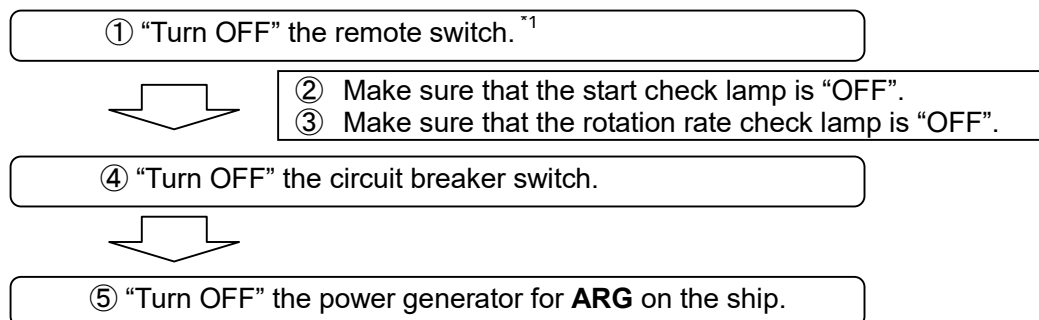 ① “Turn OFF” the remote switch. *1
② Make sure that the start check lamp is “OFF”.
③ Make sure that the rotation rate check lamp is “OFF”.
④ “Turn OFF” the circuit breaker switch.
⑤ “Turn OFF” the power generator for ARG on the ship.